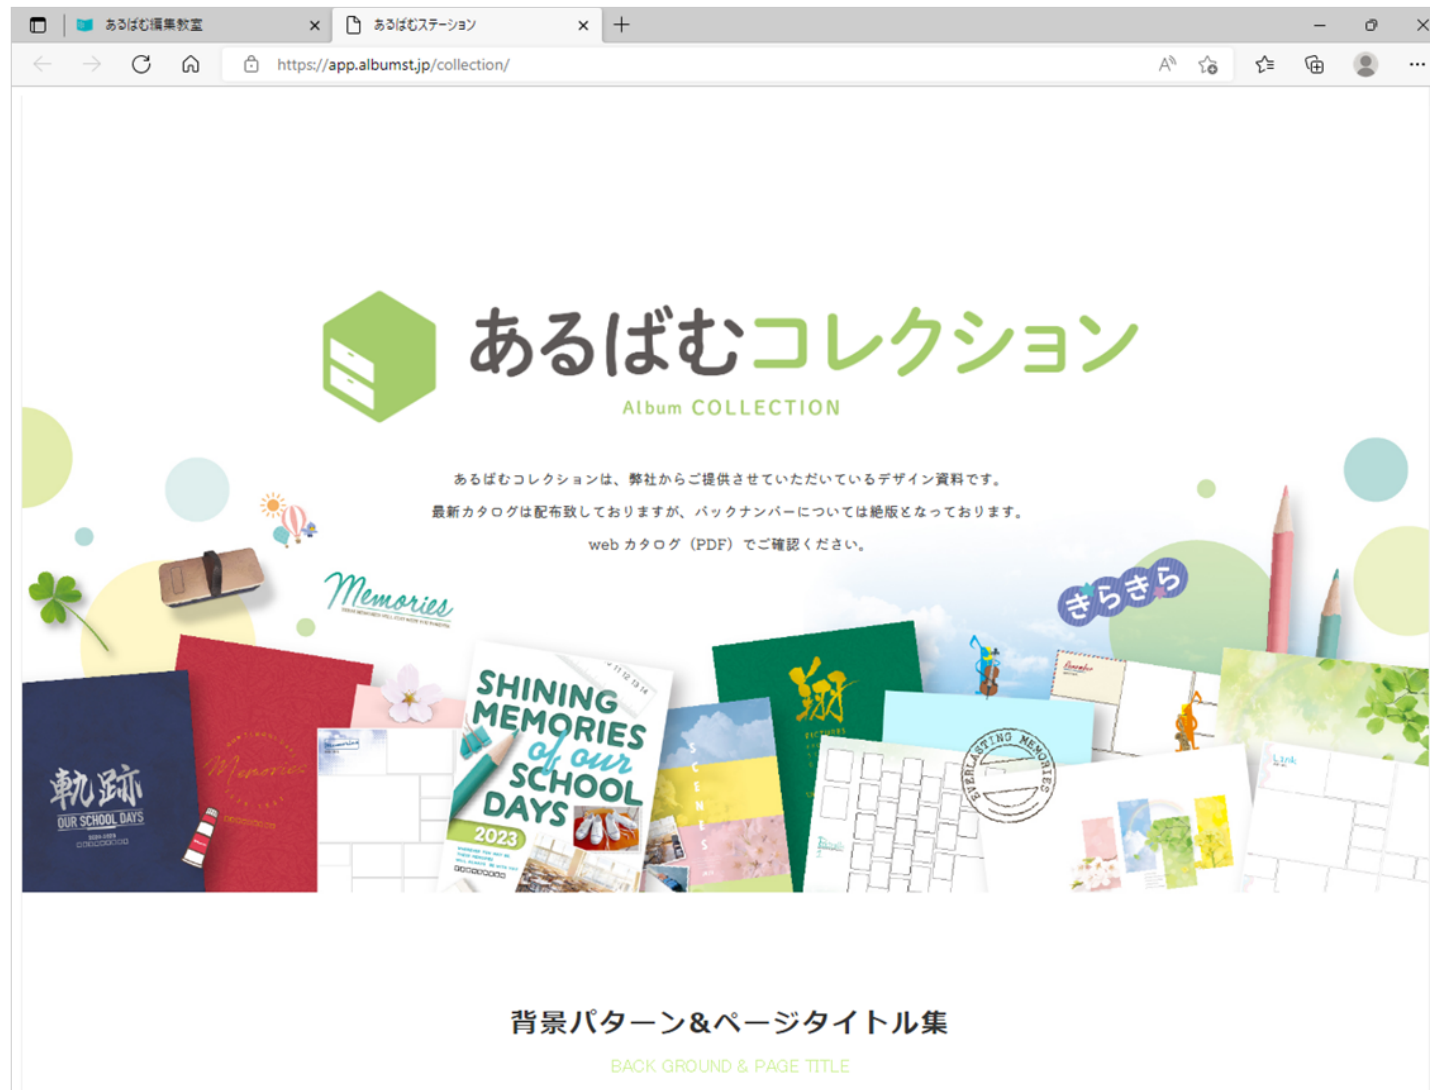 あるばむ編集教室
あるばむステーション
https://app.albumst.jp/collection/
あるばむコレクション
Album COLLECTION
あるばむコレクションは、弊社からご提供させていただいているデザイン資料です。
最新カタログは配布致しておりますが、バックナンバーについては絶版となっております。
web カタログ（PDF）でご確認ください。
Memories
きらきら
軌跡
OUR SCHOOL DAYS
Memories
SHINING
MEMORIES
of our
SCHOOL
DAYS
2023
SCENES
翔
PICTURES
EVERLASTING MEMORIES
Link
背景パターン&ページタイトル集
BACK GROUND & PAGE TITLE